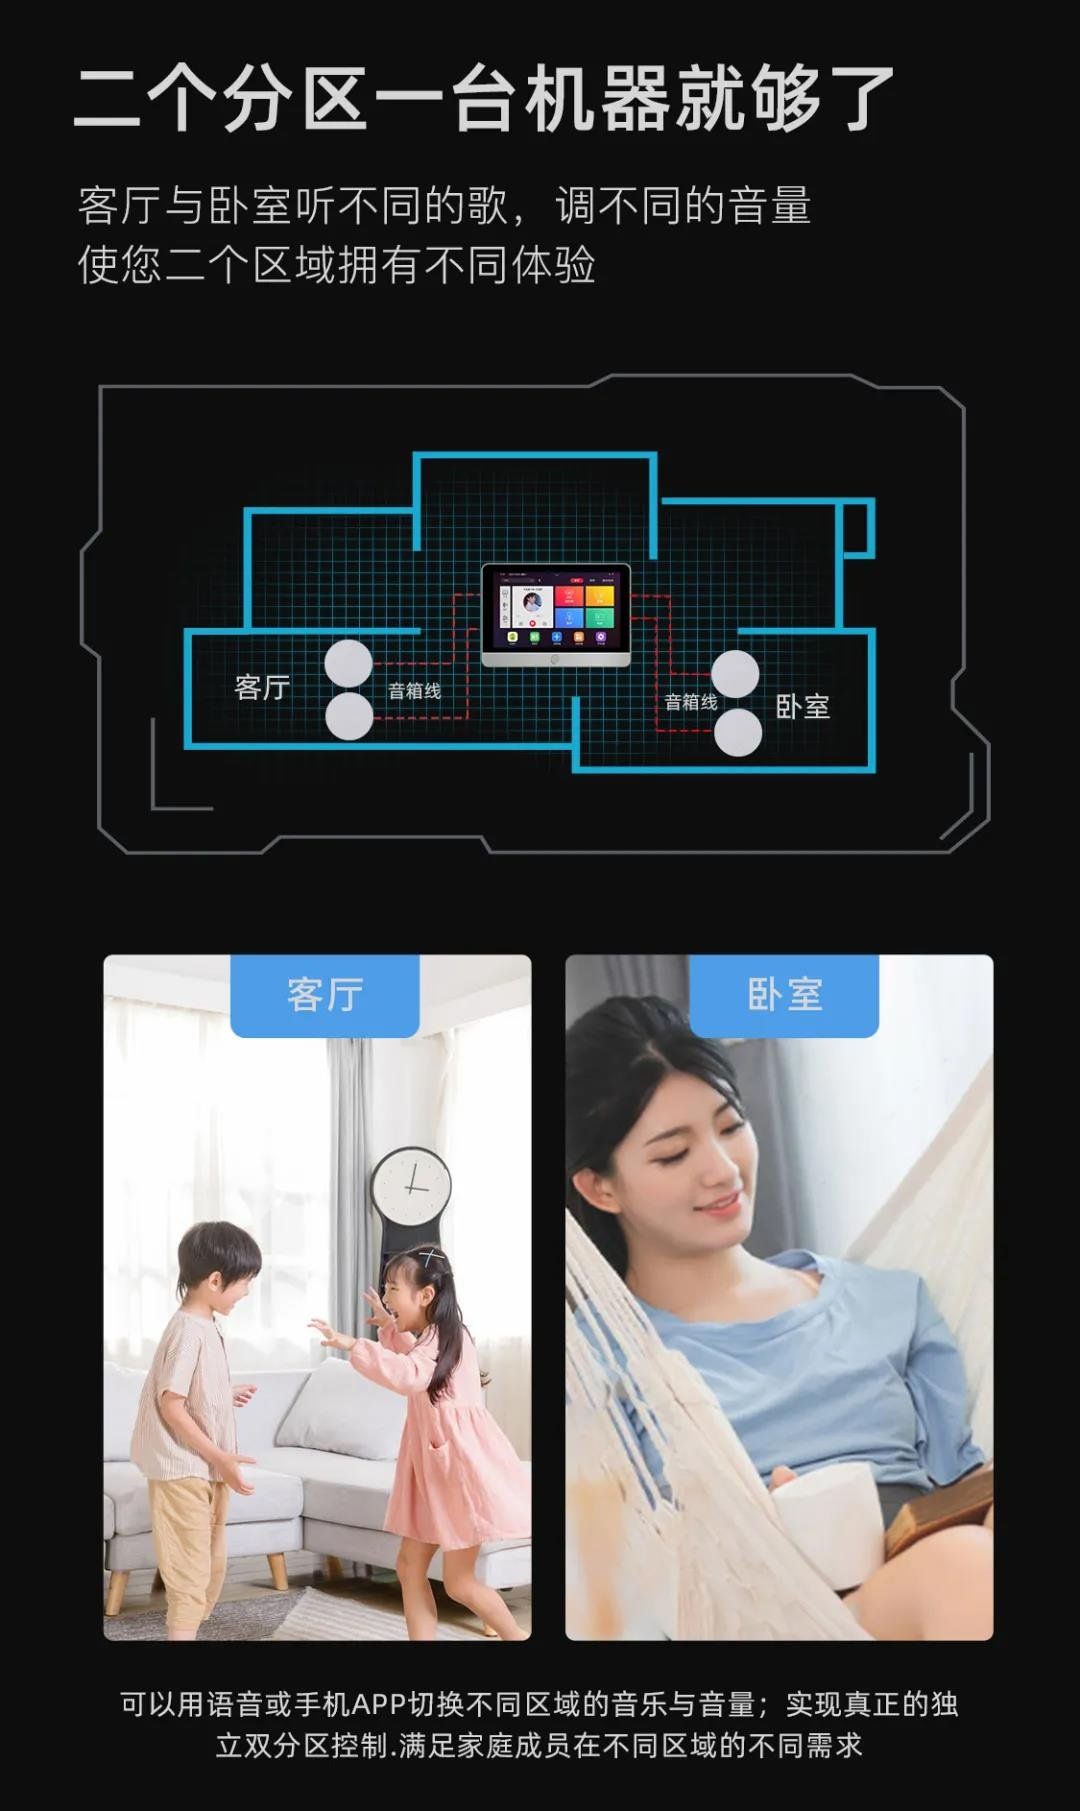 二个分区一台机器就够了
客厅与卧室听不同的歌，调不同的音量
使您二个区域拥有不同体验
客厅
音箱线
音箱线
卧室
客厅
卧室
可以用语音或手机APP切换不同区域的音乐与音量；实现真正的独
立双分区控制.满足家庭成员在不同区域的不同需求